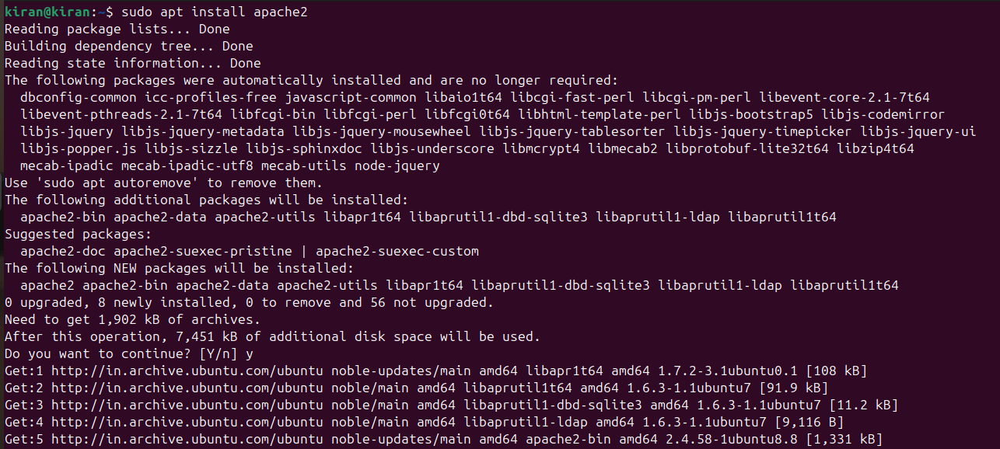 kiran@kiran:~$ sudo apt install apache2
Reading package lists... Done
Building dependency tree... Done
Reading state information... Done
The following packages were automatically installed and are no longer required:
  dbconfig-common icc-profiles-free javascript-common libaio1t64 libcgi-fast-perl libcgi-pm-perl libevent-core-2.1-7t64
  libevent-pthreads-2.1-7t64 libfcgi-bin libfcgi-perl libfcgi0t64 libhtml-template-perl libjs-bootstrap5 libjs-codemirror
  libjs-jquery libjs-jquery-metadata libjs-jquery-mousewheel libjs-jquery-tablesorter libjs-jquery-timepicker libjs-jquery-ui
  libjs-popper.js libjs-sizzle libjs-sphinxdoc libjs-underscore libmcrypt4 libmecab2 libprotobuf-lite32t64 libzip4t64
  mecab-ipadic mecab-ipadic-utf8 mecab-utils node-jquery
Use 'sudo apt autoremove' to remove them.
The following additional packages will be installed:
  apache2-bin apache2-data apache2-utils libapr1t64 libaprutil1-dbd-sqlite3 libaprutil1-ldap libaprutil1t64
Suggested packages:
  apache2-doc apache2-suexec-pristine | apache2-suexec-custom
The following NEW packages will be installed:
  apache2 apache2-bin apache2-data apache2-utils libapr1t64 libaprutil1-dbd-sqlite3 libaprutil1-ldap libaprutil1t64
0 upgraded, 8 newly installed, 0 to remove and 56 not upgraded.
Need to get 1,902 kB of archives.
After this operation, 7,451 kB of additional disk space will be used.
Do you want to continue? [Y/n] y
Get:1 http://in.archive.ubuntu.com/ubuntu noble-updates/main amd64 libapr1t64 amd64 1.7.2-3.1ubuntu0.1 [108 kB]
Get:2 http://in.archive.ubuntu.com/ubuntu noble/main amd64 libaprutil1t64 amd64 1.6.3-1.1ubuntu7 [91.9 kB]
Get:3 http://in.archive.ubuntu.com/ubuntu noble/main amd64 libaprutil1-dbd-sqlite3 amd64 1.6.3-1.1ubuntu7 [11.2 kB]
Get:4 http://in.archive.ubuntu.com/ubuntu noble/main amd64 libaprutil1-ldap amd64 1.6.3-1.1ubuntu7 [9,116 B]
Get:5 http://in.archive.ubuntu.com/ubuntu noble-updates/main amd64 apache2-bin amd64 2.4.58-1ubuntu8.8 [1,331 kB]